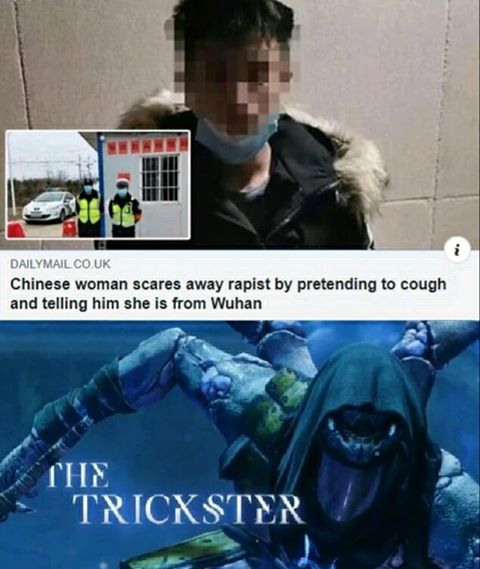 DAILYMAIL.CO.UK
Chinese woman scares away rapist by pretending to cough
and telling him she is from Wuhan
THE
TRICKSTER